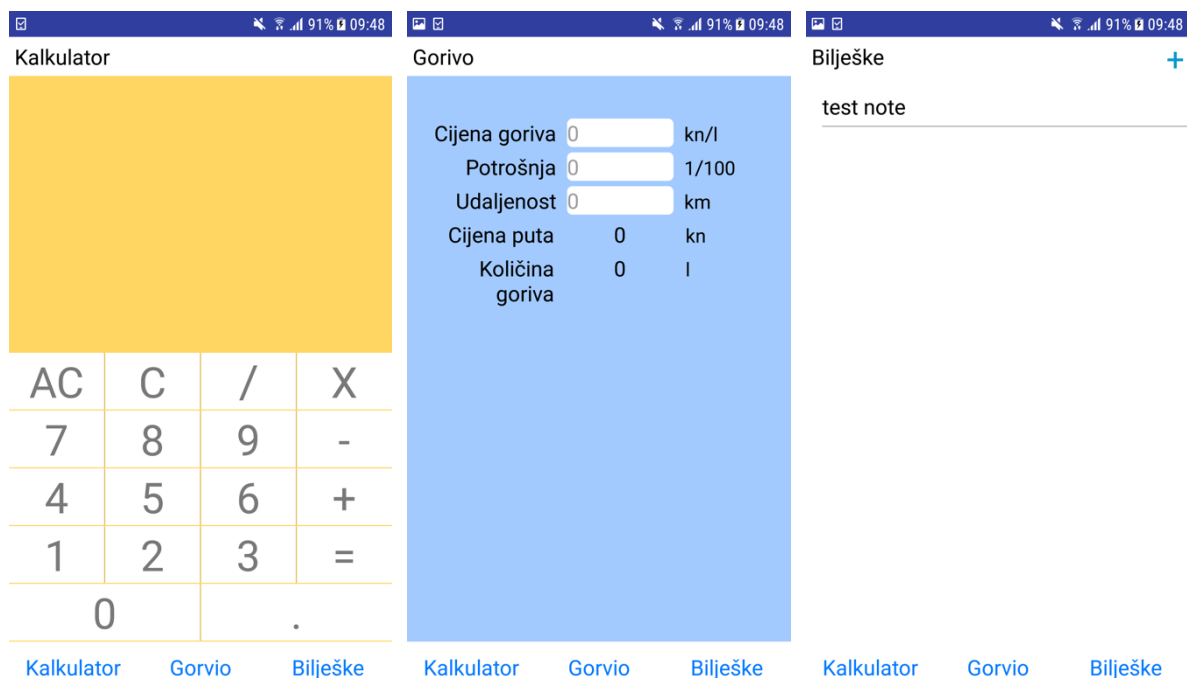 91% 09:48
Kalkulator
AC C / X
7 8 9 -
4 5 6 +
1 2 3 =
0 .
Kalkulator Gorvio Bilješke
91% 09:48
Gorivo
Cijena goriva 0 kn/l
Potrošnja 0 1/100
Udaljenost 0 km
Cijena puta 0 kn
Količina 0 l
goriva
Kalkulator Gorvio Bilješke
91% 09:48
Bilješke +
test note
Kalkulator Gorvio Bilješke